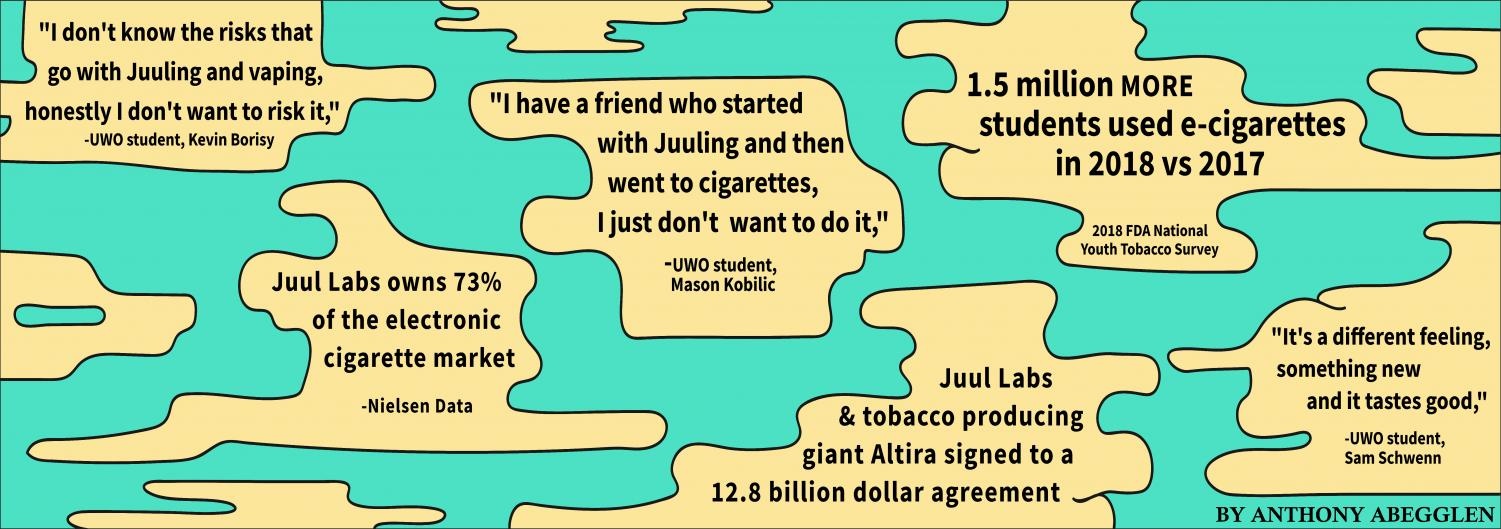 "I don't know the risks that
go with Juuling and vaping,
honestly I don't want to risk it,"
-UWO student, Kevin Borisy
"I have a friend who started
with Juuling and then
went to cigarettes,
I just don't want to do it,"
-UWO student,
Mason Kobilic
1.5 million MORE
students used e-cigarettes
in 2018 vs 2017
2018 FDA National
Youth Tobacco Survey
Juul Labs owns 73%
of the electronic
cigarette market
-Nielsen Data
Juul Labs
& tobacco producing
giant Altira signed to a
12.8 billion dollar agreement
"It's a different feeling,
something new
and it tastes good,"
-UWO student,
Sam Schwenn
BY ANTHONY ABEGGLEN